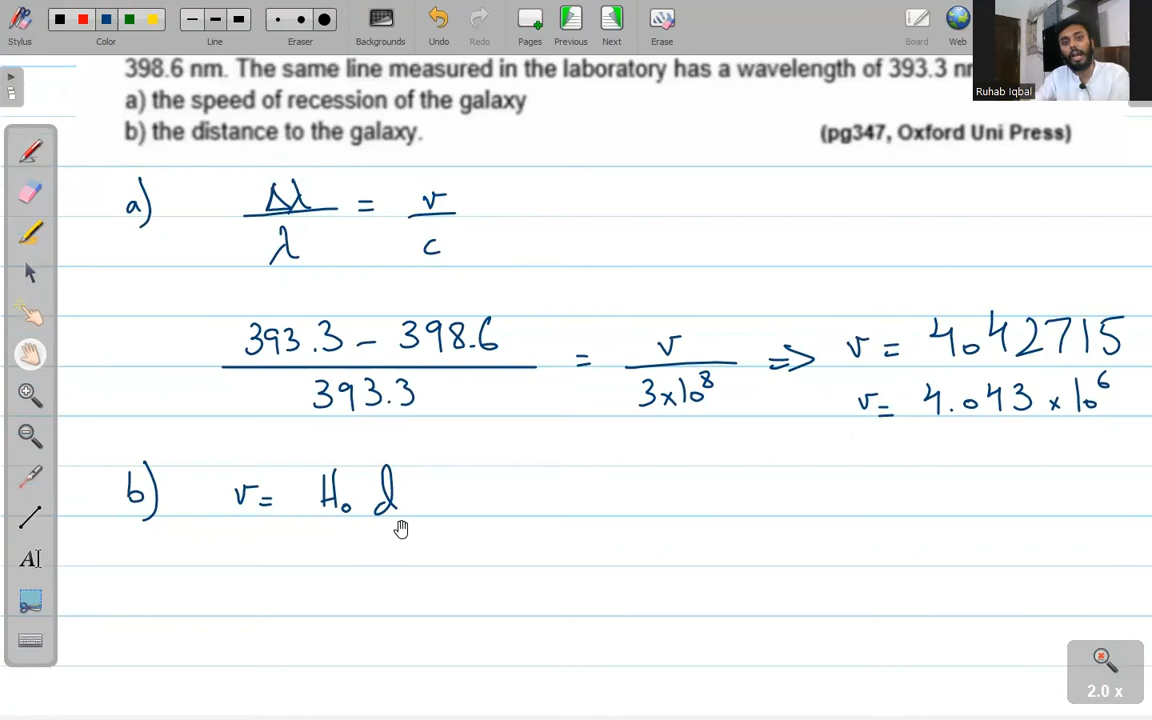 Stylus Color Line Eraser Backgrounds Undo Redo Pages Previous Next Erase Board Web
Ruhab Iqbal
398.6 nm. The same line measured in the laboratory has a wavelength of 393.3 nm
a) the speed of recession of the galaxy
b) the distance to the galaxy.
(pg347, Oxford Uni Press)
a) Δλ/λ = v/c
393.3 - 398.6 / 393.3 = v / 3×10⁸ => v = 4042715
v = 4.043 × 10⁶
b) v = H₀ d
AI
2.0 x